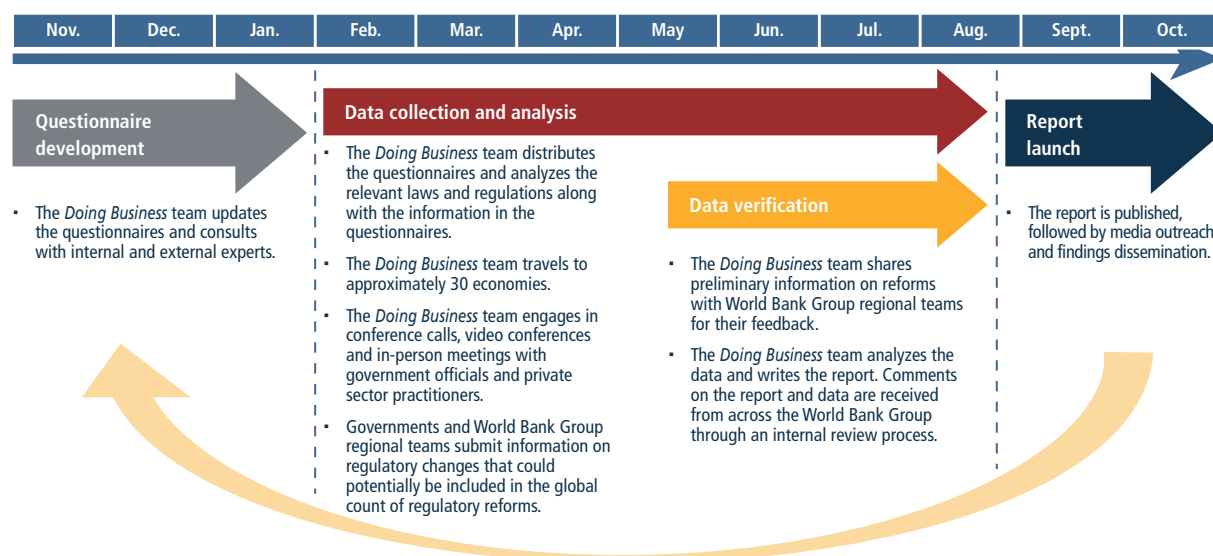 Nov. Dec. Jan. Feb. Mar. Apr. May Jun. Jul. Aug. Sept. Oct.
Questionnaire
development
▪ The Doing Business team updates
the questionnaires and consults
with internal and external experts.
Data collection and analysis
▪ The Doing Business team distributes
the questionnaires and analyzes the
relevant laws and regulations along
with the information in the
questionnaires.
▪ The Doing Business team travels to
approximately 30 economies.
▪ The Doing Business team engages in
conference calls, video conferences
and in-person meetings with
government officials and private
sector practitioners.
▪ Governments and World Bank Group
regional teams submit information on
regulatory changes that could
potentially be included in the global
count of regulatory reforms.
Data verification
▪ The Doing Business team shares
preliminary information on reforms
with World Bank Group regional teams
for their feedback.
▪ The Doing Business team analyzes the
data and writes the report. Comments
on the report and data are received
from across the World Bank Group
through an internal review process.
Report
launch
▪ The report is published,
followed by media outreach
and findings dissemination.